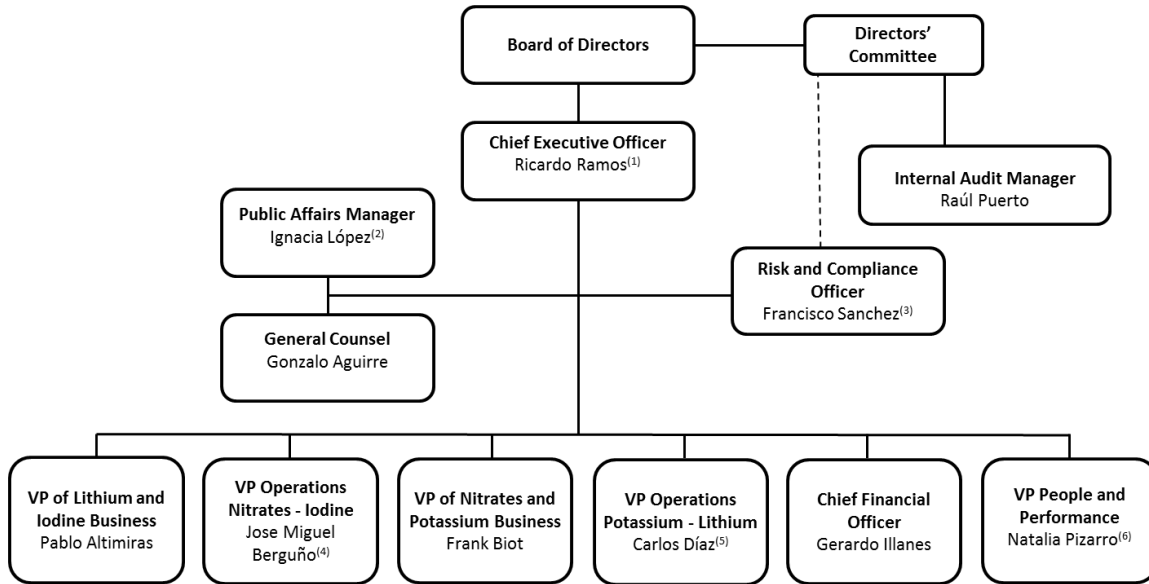 Board of Directors
Directors'
Committee
Chief Executive Officer
Ricardo Ramos(1)
Internal Audit Manager
Raúl Puerto
Public Affairs Manager
Ignacia López(2)
Risk and Compliance
Officer
Francisco Sanchez(3)
General Counsel
Gonzalo Aguirre
VP of Lithium and
Iodine Business
Pablo Altimiras
VP Operations
Nitrates - Iodine
Jose Miguel
Berguño(4)
VP of Nitrates and
Potassium Business
Frank Biot
VP Operations
Potassium - Lithium
Carlos Díaz(5)
Chief Financial
Officer
Gerardo Illanes
VP People and
Performance
Natalia Pizarro(6)